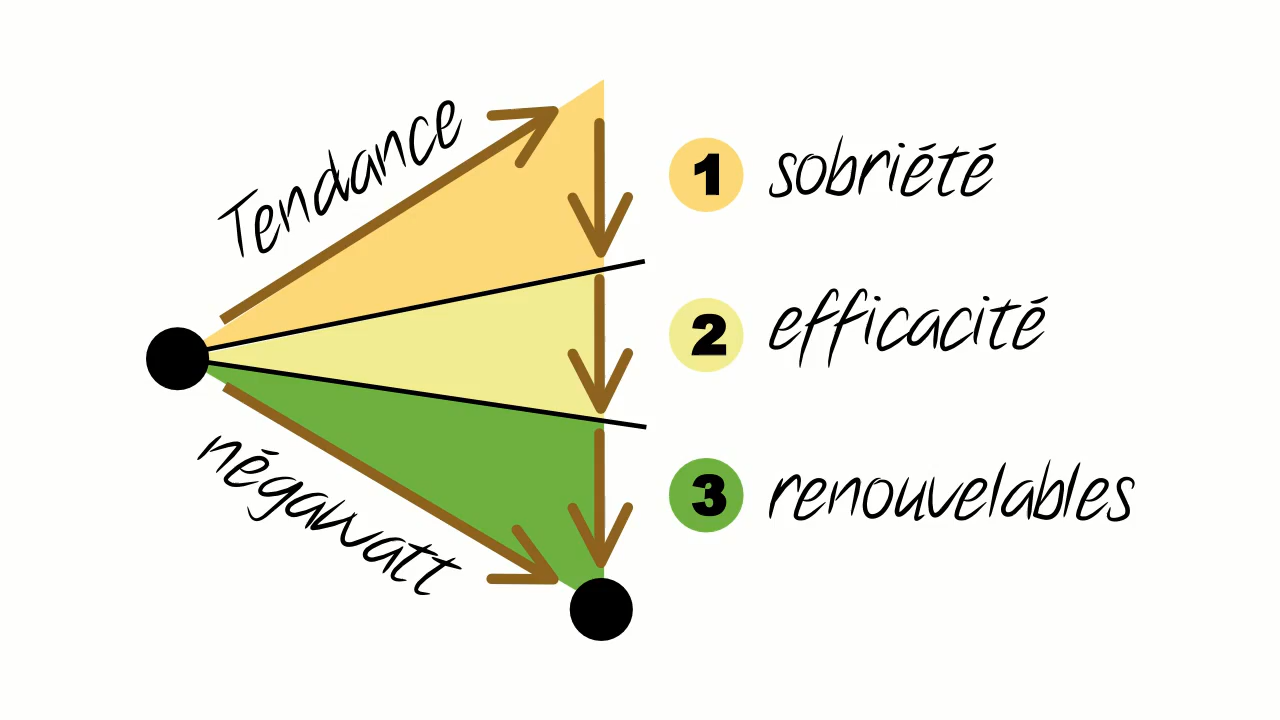 Tendance
1 sobriété
2 efficacité
3 renouvelables
négawatt